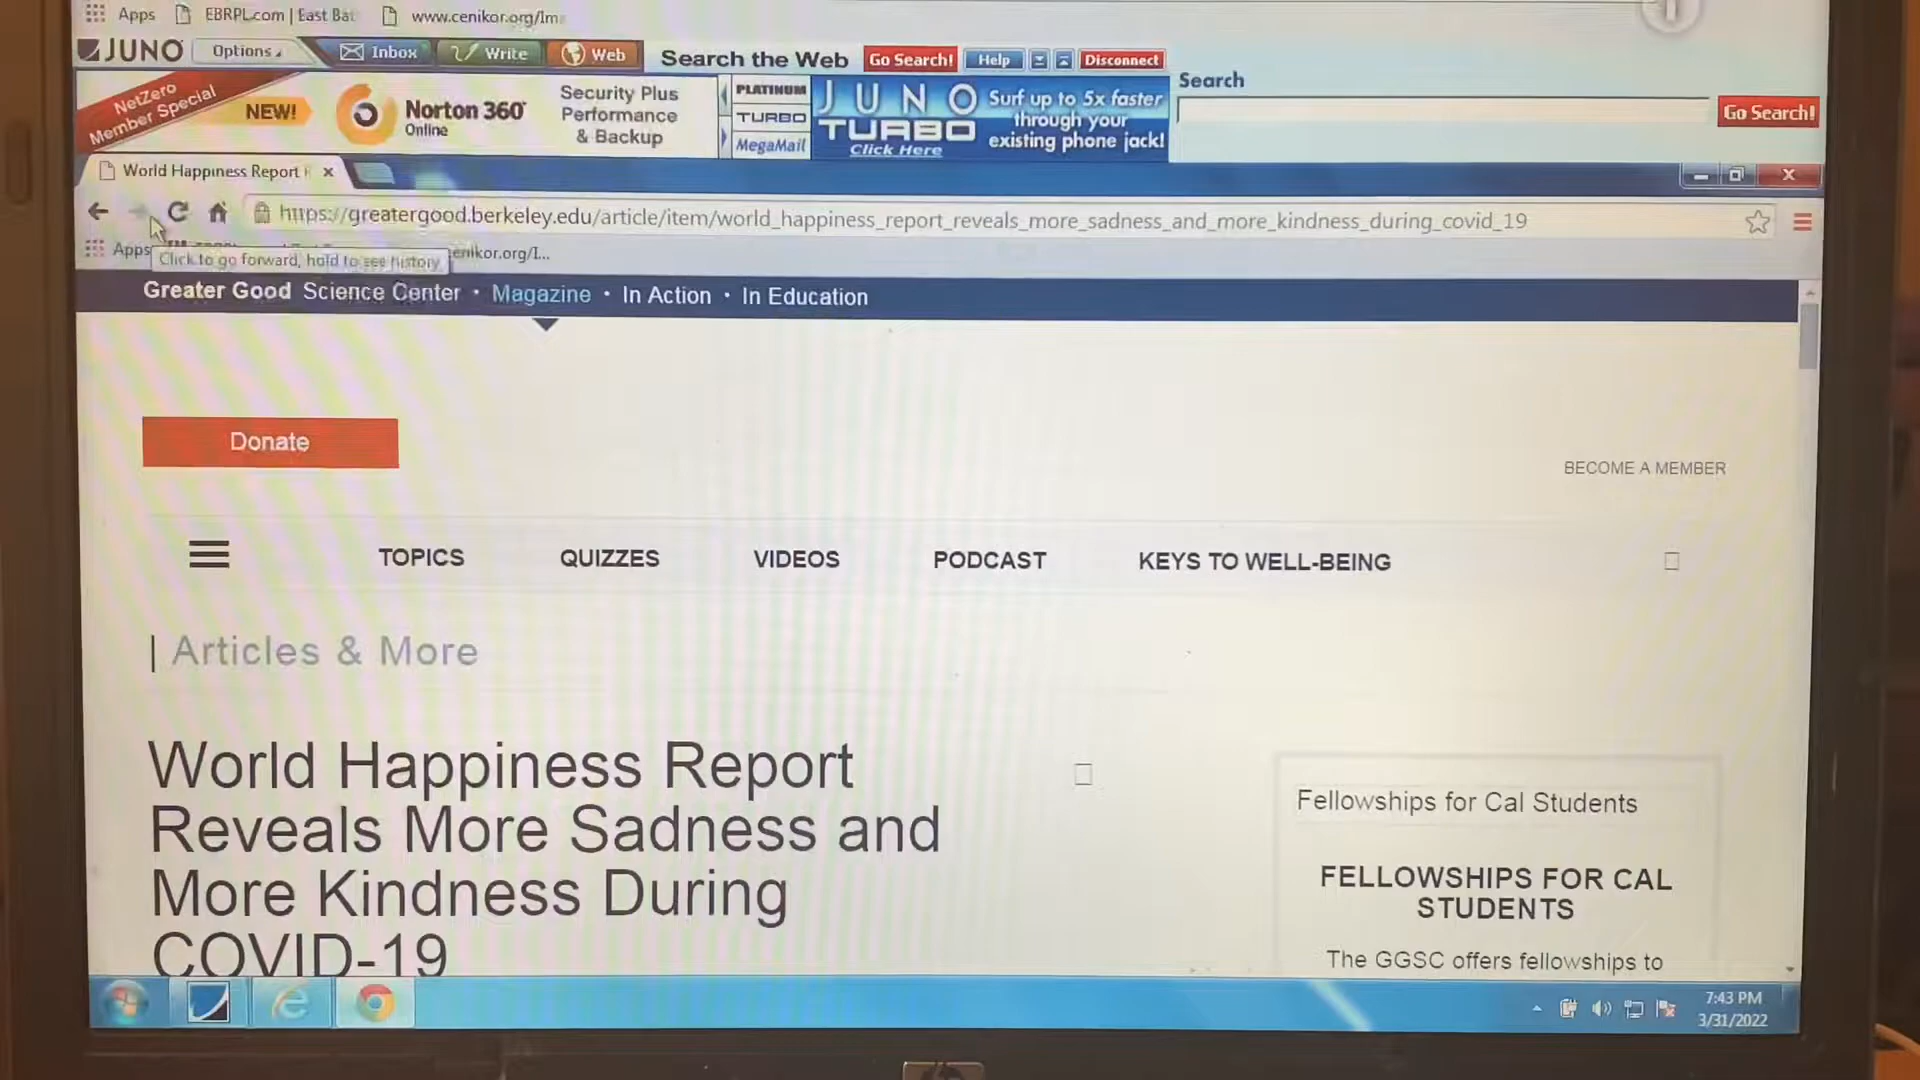 Apps EBRPL.com | East Bat www.cenikor.org/Im
JUNO Options Inbox Write Web Search the Web Go Search! Help Disconnect
Search
Go Search!
NetZero
Member Special
NEW!
Norton 360
Online
Security Plus
Performance
& Backup
PLATINUM
TURBO
MegaMail
JUNO
TURBO
Click Here
Surf up to 5x faster
through your
existing phone jack!
World Happiness Report
https://greatergood.berkeley.edu/article/item/world_happiness_report_reveals_more_sadness_and_more_kindness_during_covid_19
Apps enikor.org/I...
Click to go forward, hold to see history
Greater Good Science Center • Magazine • In Action • In Education
Donate
BECOME A MEMBER
TOPICS QUIZZES VIDEOS PODCAST KEYS TO WELL-BEING
| Articles & More
World Happiness Report
Reveals More Sadness and
More Kindness During
COVID-19
Fellowships for Cal Students
FELLOWSHIPS FOR CAL
STUDENTS
The GGSC offers fellowships to
7:43 PM
3/31/2022
hp